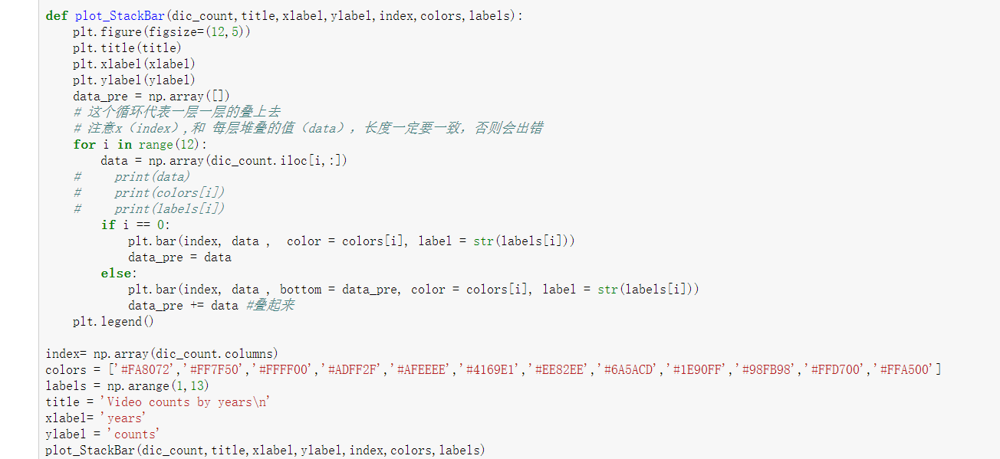 def plot_StackBar(dic_count,title,xlabel,ylabel,index,colors,labels):
    plt.figure(figsize=(12,5))
    plt.title(title)
    plt.xlabel(xlabel)
    plt.ylabel(ylabel)
    data_pre = np.array([])
    # 这个循环代表一层一层的叠上去
    # 注意x（index）,和 每层堆叠的值（data），长度一定要一致，否则会出错
    for i in range(12):
        data = np.array(dic_count.iloc[i,:])
    #     print(data)
    #     print(colors[i])
    #     print(labels[i])
        if i == 0:
            plt.bar(index, data ,  color = colors[i], label = str(labels[i]))
            data_pre = data
        else:
            plt.bar(index, data , bottom = data_pre, color = colors[i], label = str(labels[i]))
            data_pre += data #叠起来
    plt.legend()

index= np.array(dic_count.columns)
colors = ['#FA8072','#FF7F50','#FFFF00','#ADFF2F','#AFEEEE','#4169E1','#EE82EE','#6A5ACD','#1E90FF','#98FB98','#FFD700','#FFA500']
labels = np.arange(1,13)
title = 'Video counts by years\n'
xlabel= 'years'
ylabel = 'counts'
plot_StackBar(dic_count,title,xlabel,ylabel,index,colors,labels)